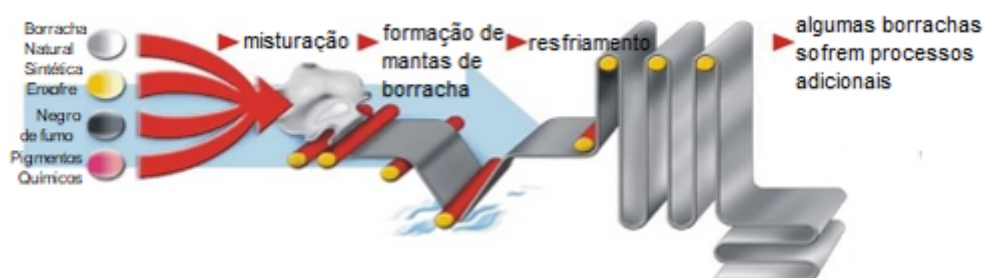 Borracha
Natural
Sintética
Enxofre
Negro
de fumo
Pigmentos
Químicos
misturação
formação de
mantas de
borracha
resfriamento
algumas borrachas
sofrem processos
adicionais